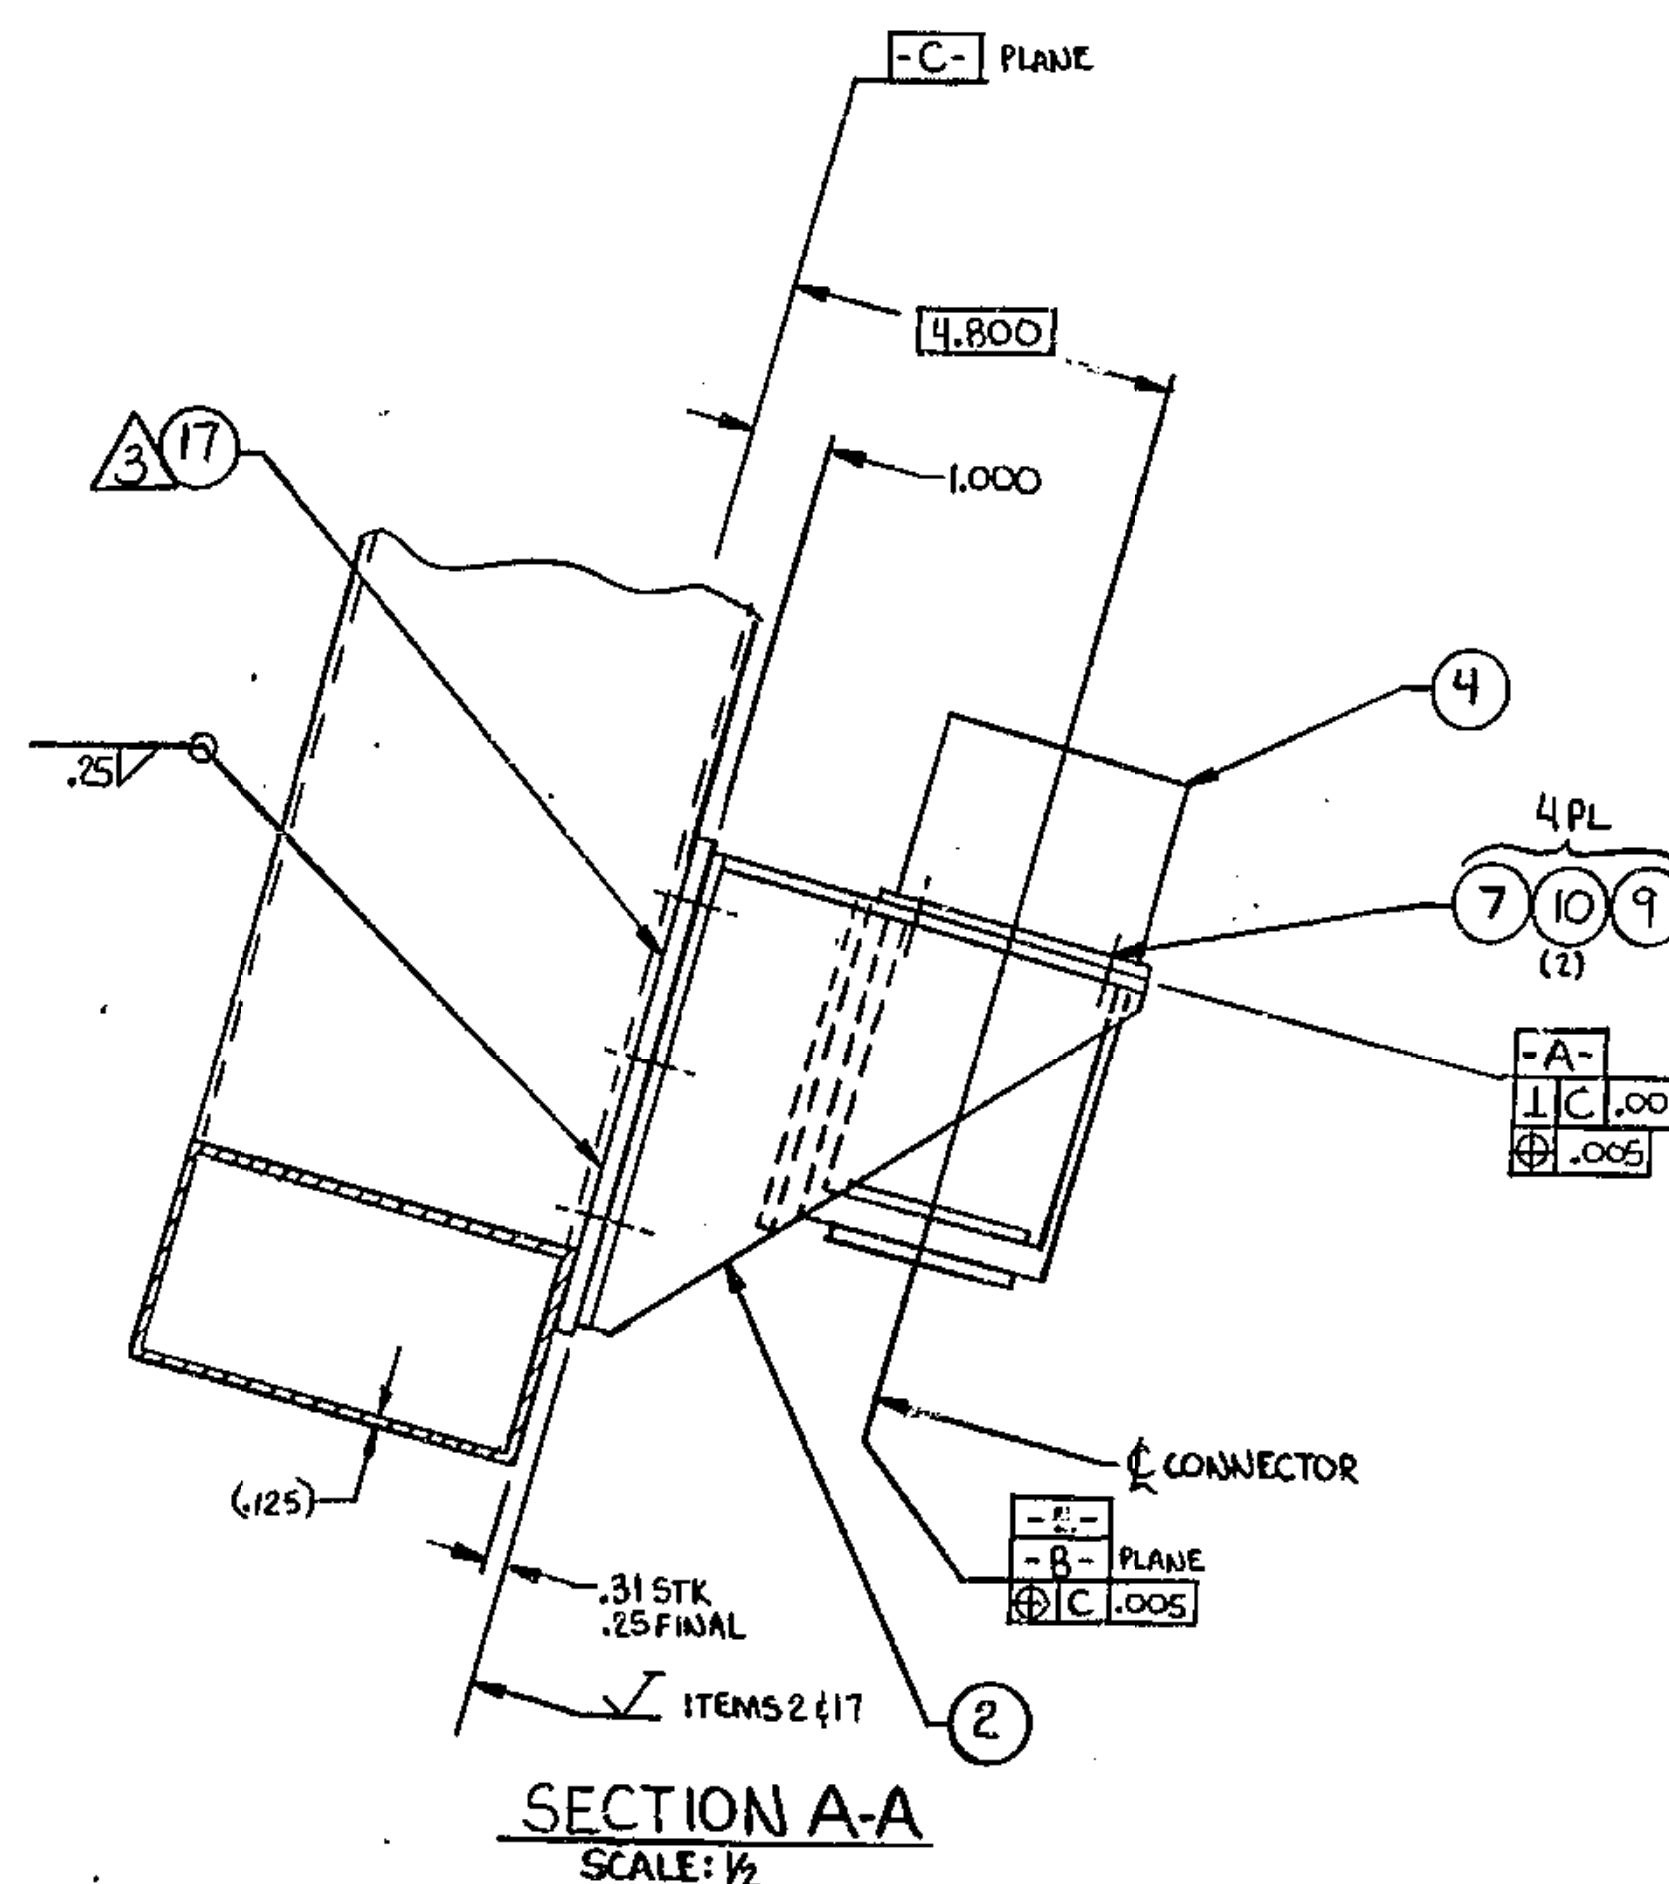 -C- PLANE
4.800
1.000
3 17
.25
4
4 PL
7 10 9
(2)
-A-
⊥ C .00
⌖ .005
℄ CONNECTOR
-B- PLANE
⌖ C .005
(.125)
.31 STK
.25 FINAL
ITEMS 2 & 17
2
SECTION A-A
SCALE: 1/2